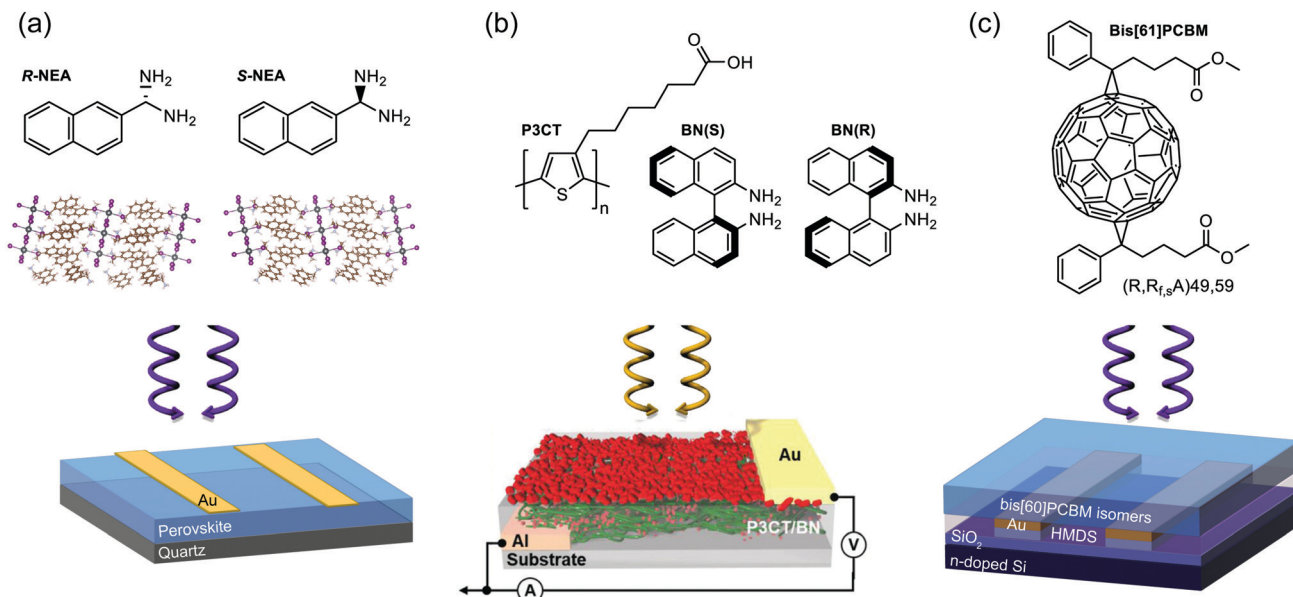 (a)
R-NEA
NH2
NH2
S-NEA
NH2
NH2
Au
Perovskite
Quartz
(b)
O
OH
P3CT
S
n
BN(S)
NH2
NH2
BN(R)
NH2
NH2
Au
P3CT/BN
Al
Substrate
V
A
(c)
Bis[61]PCBM
O
O
O
O
(R,Rf,sA)49,59
bis[60]PCBM isomers
Au
HMDS
SiO2
n-doped Si